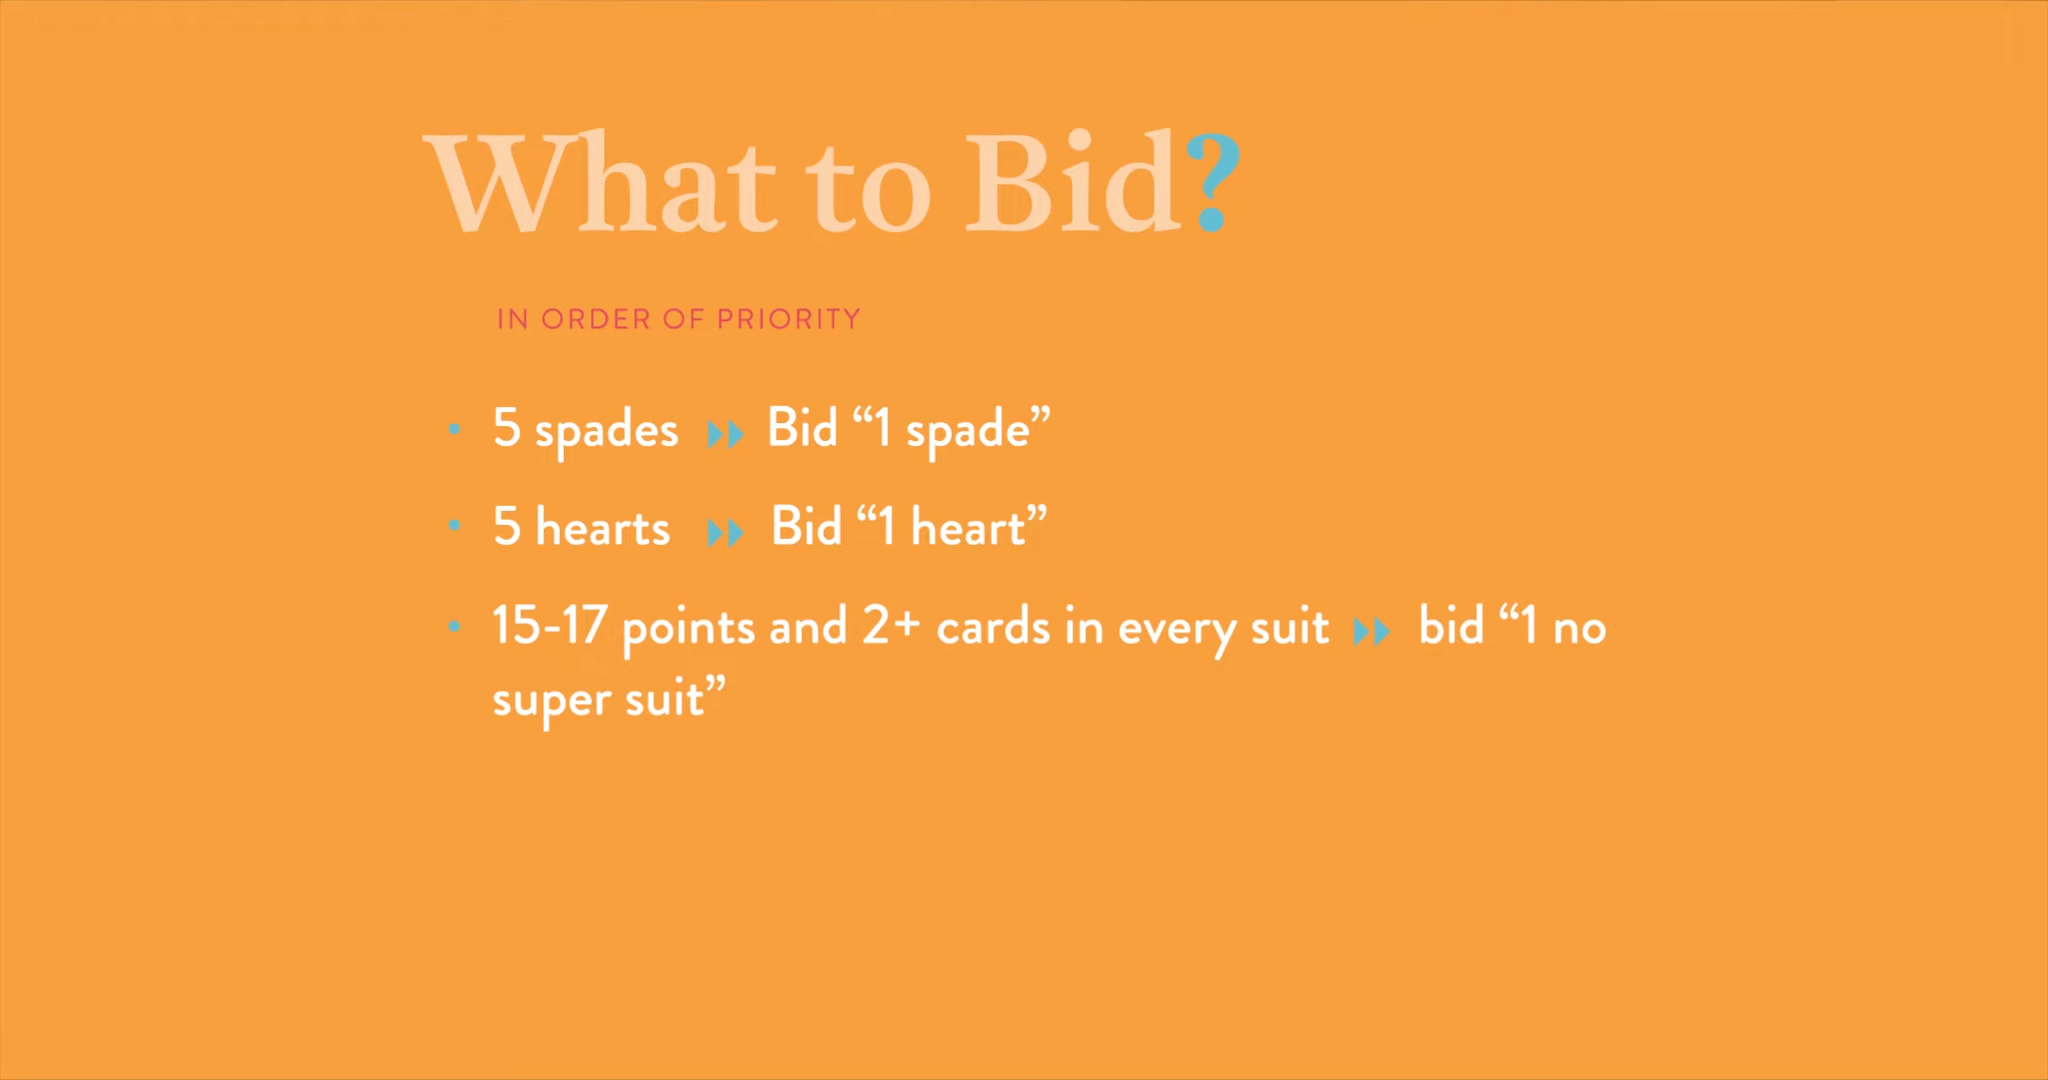 What to Bid?
IN ORDER OF PRIORITY
• 5 spades ▸▸ Bid “1 spade”
• 5 hearts ▸▸ Bid “1 heart”
• 15-17 points and 2+ cards in every suit ▸▸ bid “1 no
super suit”